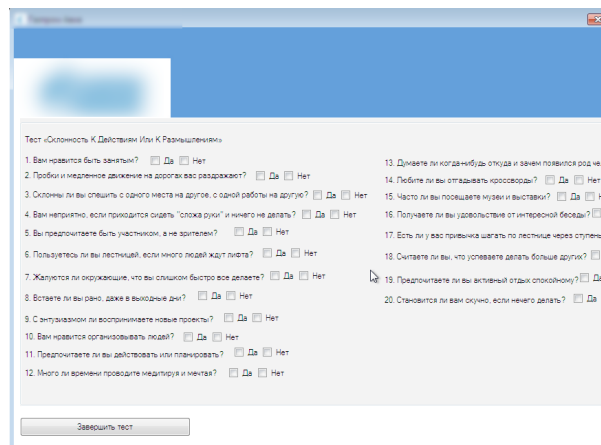 Тест «Склонность К Действиям Или К Размышлениям»
1. Вам нравится быть занятым? Да Нет
2. Пробки и медленное движение на дорогах вас раздражают? Да Нет
3. Склонны ли вы спешить с одного места на другое, с одной работы на другую? Да Нет
4. Вам неприятно, если приходится сидеть "сложа руки" и ничего не делать? Да Нет
5. Вы предпочитаете быть участником, а не зрителем? Да Нет
6. Пользуетесь ли вы лестницей, если много людей ждут лифта? Да Нет
7. Жалуются ли окружающие, что вы слишком быстро все делаете? Да Нет
8. Встаете ли вы рано, даже в выходные дни? Да Нет
9. С энтузиазмом ли воспринимаете новые проекты? Да Нет
10. Вам нравится организовывать людей? Да Нет
11. Предпочитаете ли вы действовать или планировать? Да Нет
12. Много ли времени проводите медитируя и мечтая? Да Нет
13. Думаете ли когда-нибудь откуда и зачем появился род че
14. Любите ли вы отгадывать кроссворды? Да Нет
15. Часто ли вы посещаете музеи и выставки? Да
16. Получаете ли вы удовольствие от интересной беседы?
17. Есть ли у вас привычка шагать по лестнице через ступень
18. Считаете ли вы, что успеваете делать больше других?
19. Предпочитаете ли вы активный отдых спокойному? Да
20. Становится ли вам скучно, если нечего делать? Да
Завершить тест